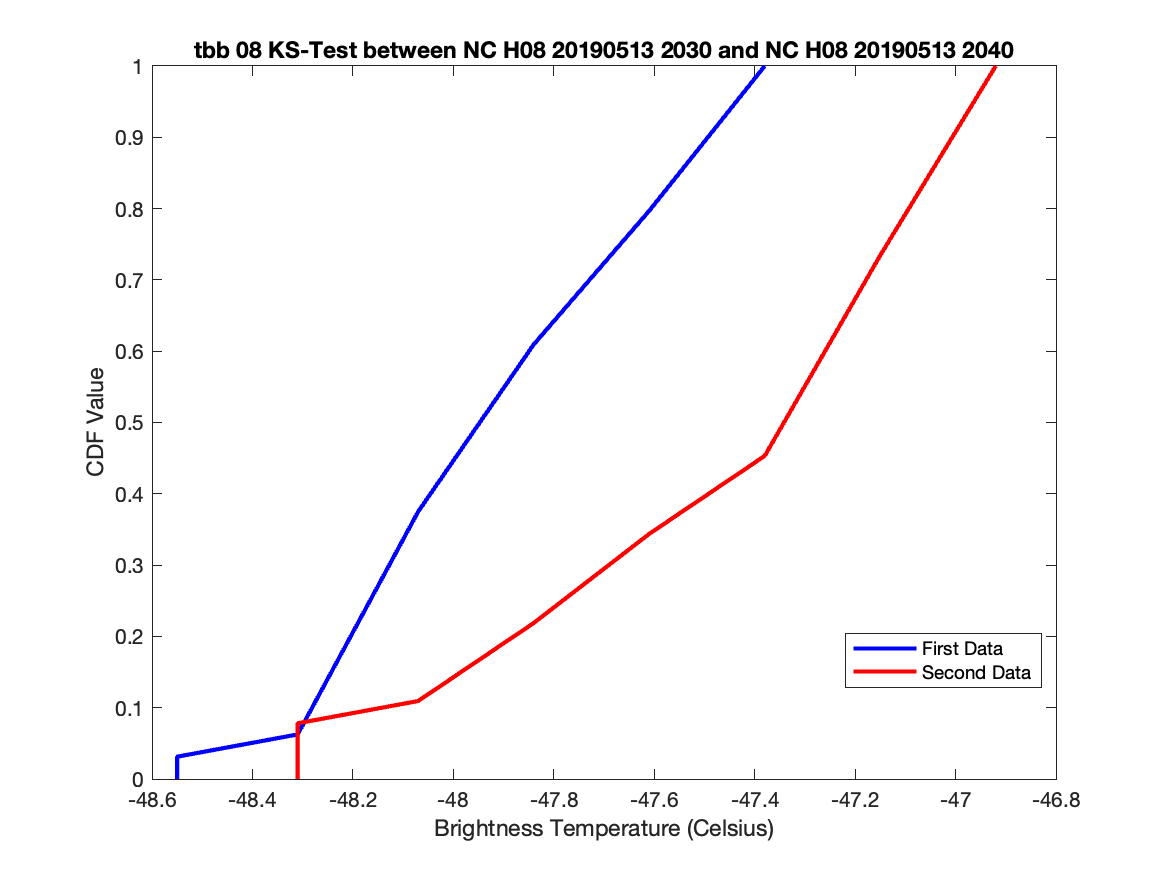 tbb 08 KS-Test between NC H08 20190513 2030 and NC H08 20190513 2040
1
0.9
0.8
0.7
0.6
0.5
0.4
0.3
0.2
0.1
0
CDF Value
First Data
Second Data
-48.6 -48.4 -48.2 -48 -47.8 -47.6 -47.4 -47.2 -47 -46.8
Brightness Temperature (Celsius)